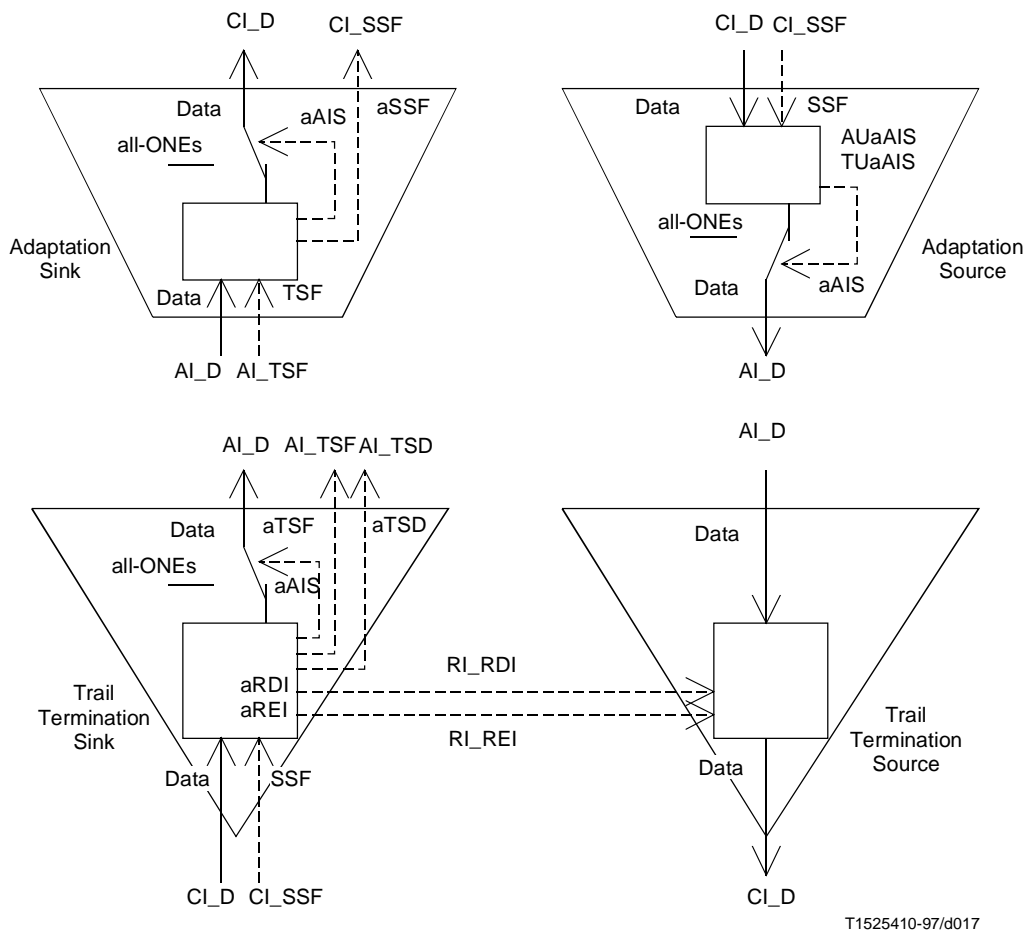 CI_D CI_SSF
Data aSSF
aAIS
all-ONEs
Adaptation
Sink
TSF
Data
AI_D AI_TSF
CI_D CI_SSF
Data SSF
AUaAIS
TUaAIS
all-ONEs
Adaptation
Source
Data aAIS
AI_D
AI_D AI_TSF AI_TSD
Data aTSF aTSD
all-ONEs
aAIS
aRDI
aREI
Trail
Termination
Sink
Data SSF
CI_D CI_SSF
RI_RDI
RI_REI
AI_D
Data
Trail
Termination
Source
Data
CI_D
T1525410-97/d017